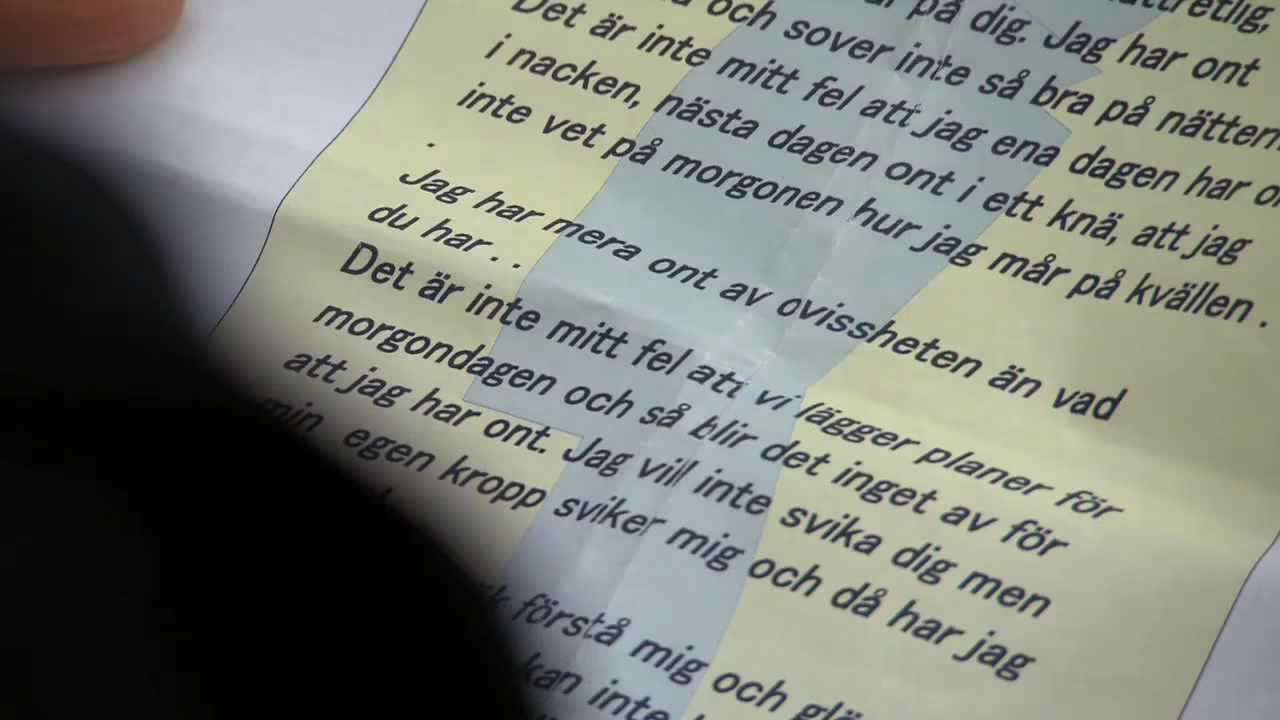 på dig. Jag har ont
och sover inte så bra på nättern
Det är inte mitt fel att jag ena dagen har
i nacken, nästa dagen ont i ett knä, att jag
inte vet på morgonen hur jag mår på kvällen .
.
Jag har mera ont av ovissheten än vad
du har . .
Det är inte mitt fel att vi lägger planer för
morgondagen och så blir det inget av för
att jag har ont. Jag vill inte svika dig men
min egen kropp sviker mig och då har jag
förstå mig och
kan inte